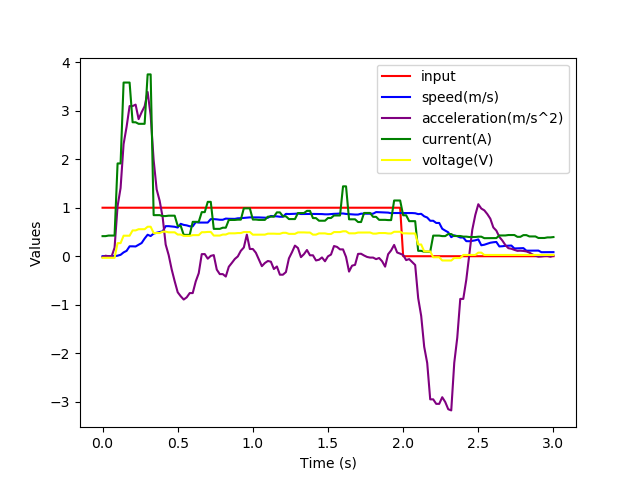 4
3
2
1
0
−1
−2
−3
Values
0.0 0.5 1.0 1.5 2.0 2.5 3.0
Time (s)
input
speed(m/s)
acceleration(m/s^2)
current(A)
voltage(V)